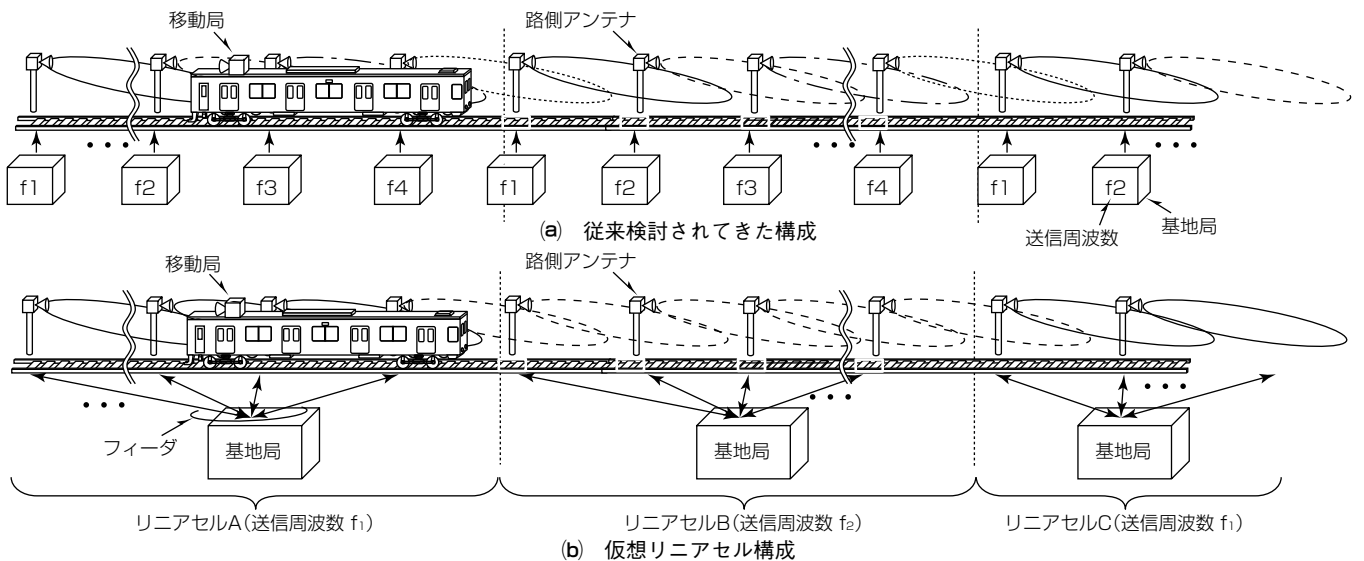 移動局
路側アンテナ
• • •
• • •
• • •
f1
f2
f3
f4
f1
f2
f3
f4
f1
f2
(a) 従来検討されてきた構成
送信周波数
基地局
移動局
路側アンテナ
• • •
• • •
• • •
フィーダ
基地局
基地局
基地局
リニアセルA(送信周波数 f1)
リニアセルB(送信周波数 f2)
リニアセルC(送信周波数 f1)
(b) 仮想リニアセル構成